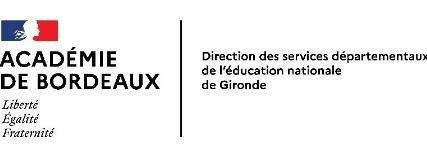 ACADÉMIE
DE BORDEAUX
Liberté
Égalité
Fraternité
Direction des services départementaux
de l'éducation nationale
de Gironde